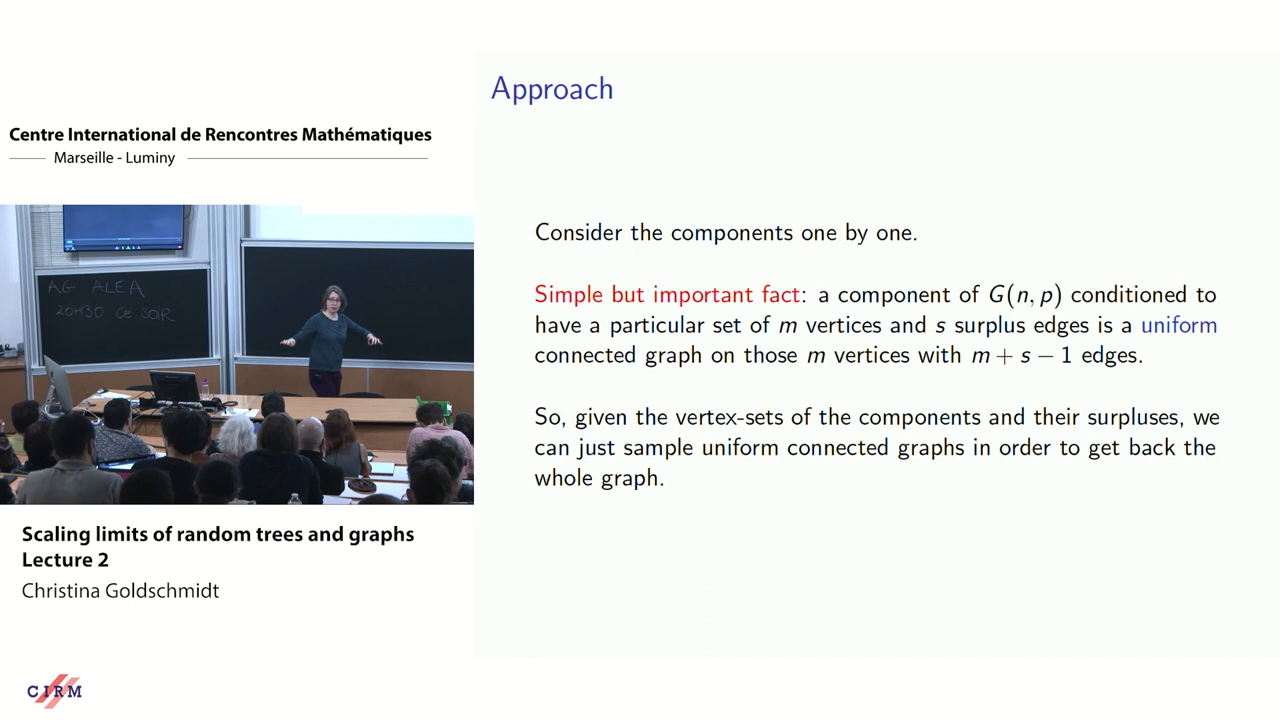 Centre International de Rencontres Mathématiques
Marseille - Luminy
AG ALEA
20H30 CE SOIR
Scaling limits of random trees and graphs
Lecture 2
Christina Goldschmidt
CIRM
Approach
Consider the components one by one.
Simple but important fact: a component of G(n, p) conditioned to
have a particular set of m vertices and s surplus edges is a uniform
connected graph on those m vertices with m + s − 1 edges.
So, given the vertex-sets of the components and their surpluses, we
can just sample uniform connected graphs in order to get back the
whole graph.